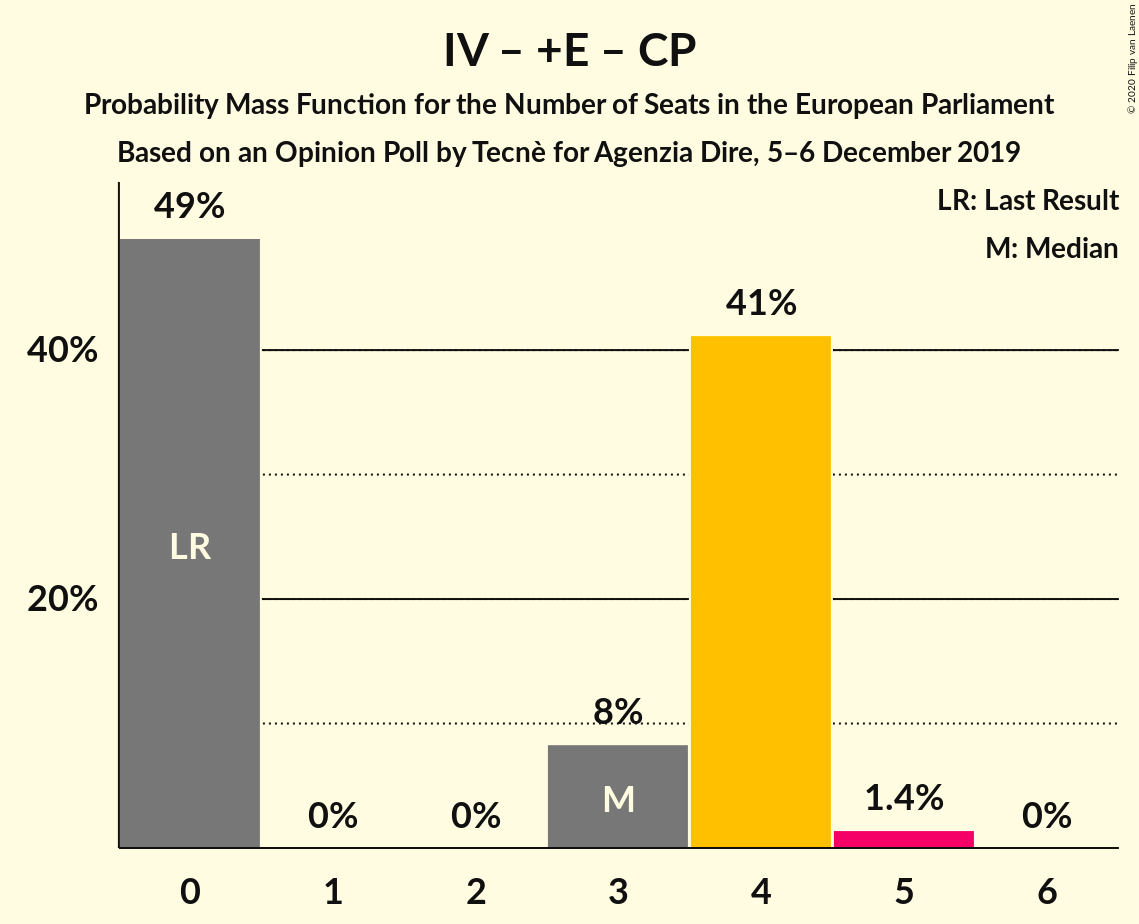 IV – +E – CP
Probability Mass Function for the Number of Seats in the European Parliament
Based on an Opinion Poll by Tecnè for Agenzia Dire, 5–6 December 2019
© 2020 Filip van Laenen
LR: Last Result
M: Median
49%
41%
40%
LR
20%
8%
M
1.4%
0%
0%
0%
0
1
2
3
4
5
6